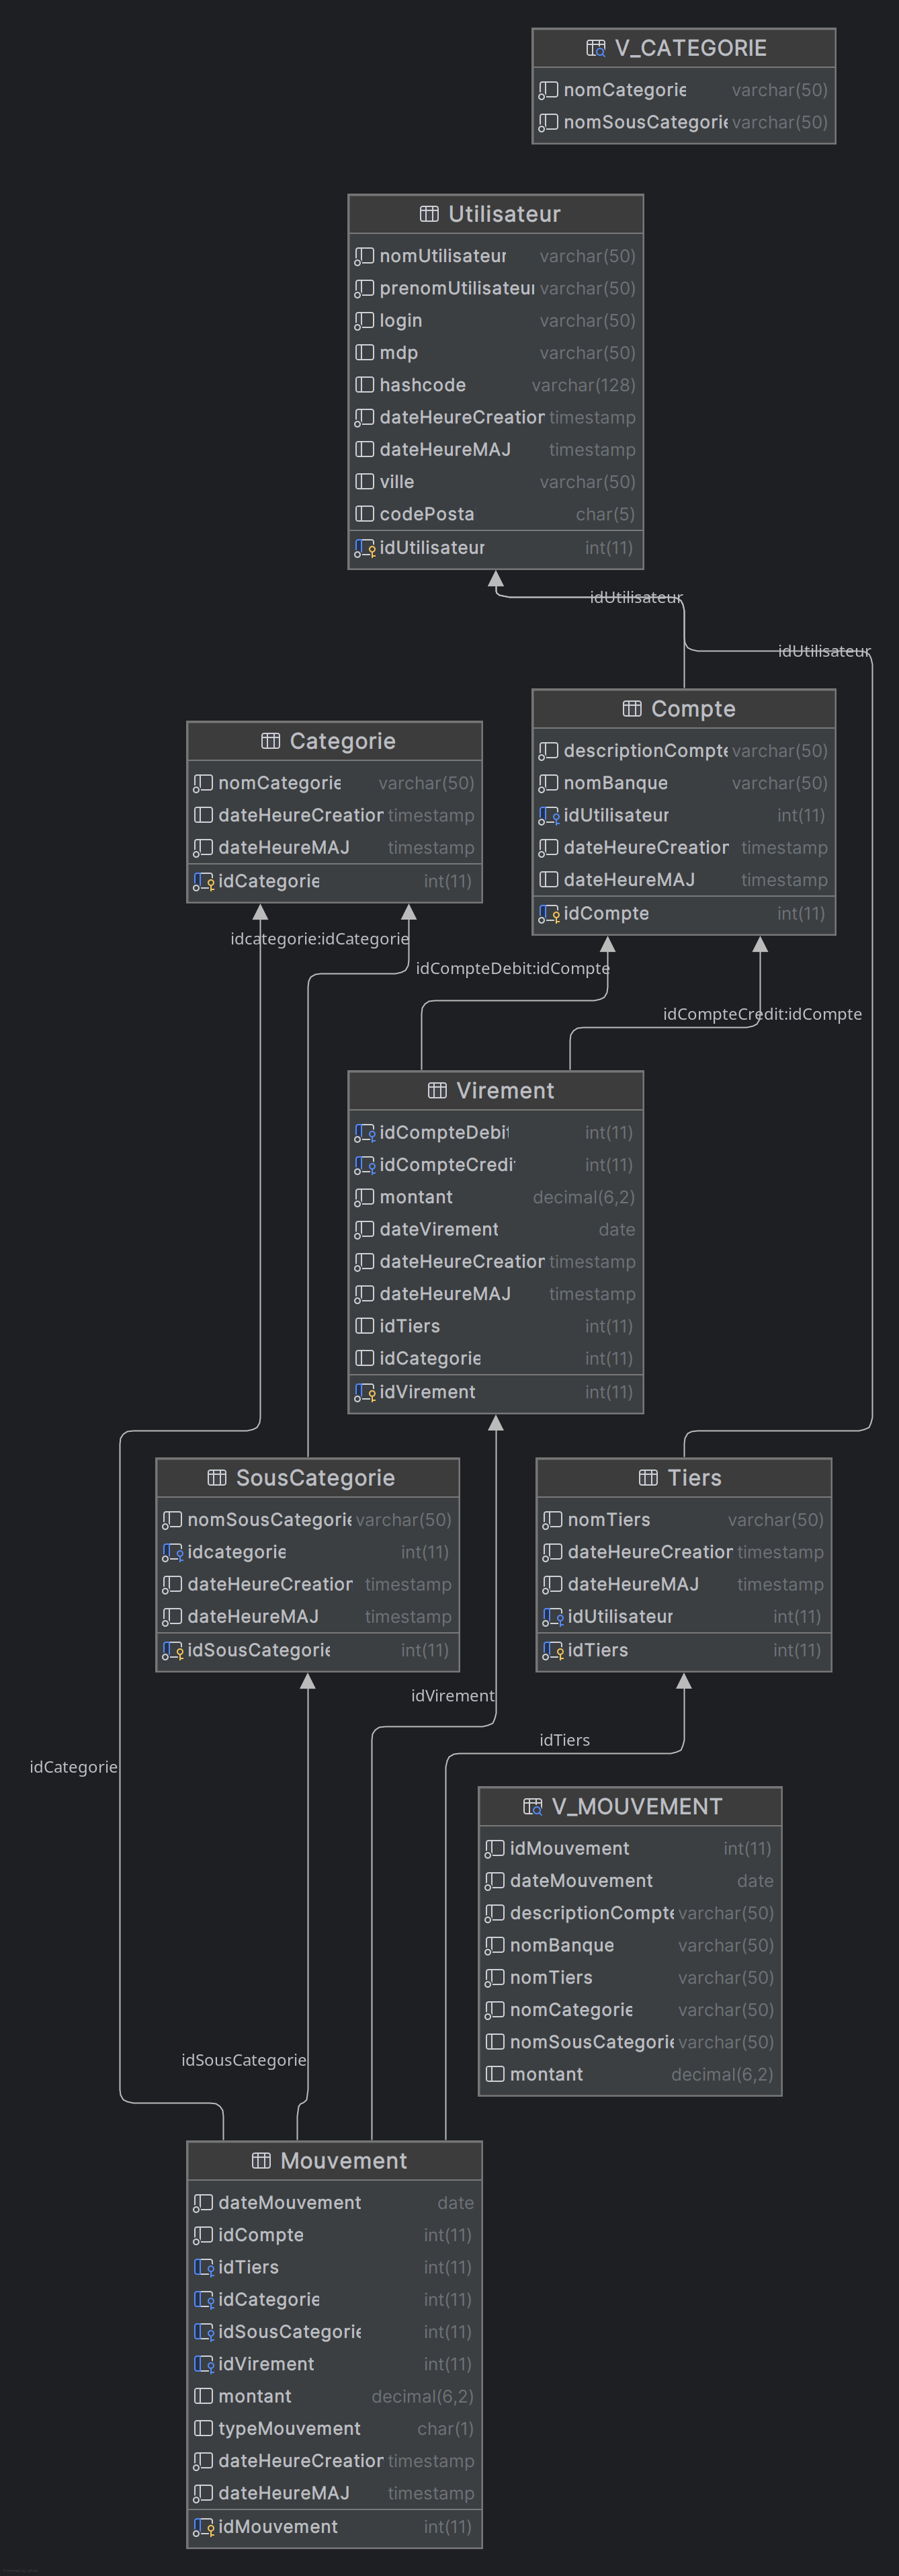 V_CATEGORIE
nomCategorie varchar(50)
nomSousCategorie varchar(50)
Utilisateur
nomUtilisateur varchar(50)
prenomUtilisateur varchar(50)
login varchar(50)
mdp varchar(50)
hashcode varchar(128)
dateHeureCreation timestamp
dateHeureMAJ timestamp
ville varchar(50)
codePosta char(5)
idUtilisateur int(11)
idUtilisateur
idUtilisateur
Compte
descriptionCompte varchar(50)
nomBanque varchar(50)
idUtilisateur int(11)
dateHeureCreation timestamp
dateHeureMAJ timestamp
idCompte int(11)
Categorie
nomCategorie varchar(50)
dateHeureCreation timestamp
dateHeureMAJ timestamp
idCategorie int(11)
idcategorie:idCategorie
idCompteDebit:idCompte
idCompteCredit:idCompte
Virement
idCompteDebit int(11)
idCompteCredit int(11)
montant decimal(6,2)
dateVirement date
dateHeureCreation timestamp
dateHeureMAJ timestamp
idTiers int(11)
idCategorie int(11)
idVirement int(11)
SousCategorie
nomSousCategorie varchar(50)
idcategorie int(11)
dateHeureCreation timestamp
dateHeureMAJ timestamp
idSousCategorie int(11)
Tiers
nomTiers varchar(50)
dateHeureCreation timestamp
dateHeureMAJ timestamp
idUtilisateur int(11)
idTiers int(11)
idVirement
idTiers
idCategorie
V_MOUVEMENT
idMouvement int(11)
dateMouvement date
descriptionCompte varchar(50)
nomBanque varchar(50)
nomTiers varchar(50)
nomCategorie varchar(50)
nomSousCategorie varchar(50)
montant decimal(6,2)
idSousCategorie
Mouvement
dateMouvement date
idCompte int(11)
idTiers int(11)
idCategorie int(11)
idSousCategorie int(11)
idVirement int(11)
montant decimal(6,2)
typeMouvement char(1)
dateHeureCreation timestamp
dateHeureMAJ timestamp
idMouvement int(11)